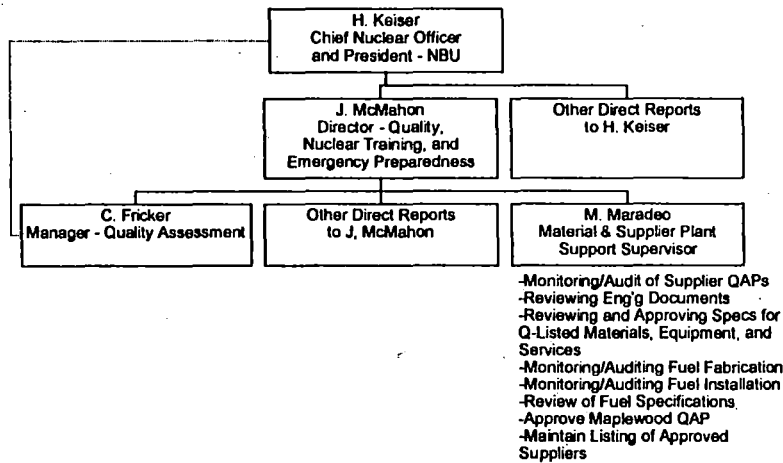 H. Keiser
Chief Nuclear Officer
and President - NBU
J. McMahon
Director - Quality,
Nuclear Training, and
Emergency Preparedness
Other Direct Reports
to H. Keiser
C. Fricker
Manager - Quality Assessment
Other Direct Reports
to J, McMahon
M. Maradeo
Material & Supplier Plant
Support Supervisor
-Monitoring/Audit of Supplier QAPs
-Reviewing Eng'g Documents
-Reviewing and Approving Specs for
Q-Listed Materials, Equipment, and
Services
-Monitoring/Auditing Fuel Fabrication
-Monitoring/Auditing Fuel Installation
-Review of Fuel Specifications
-Approve Maplewood QAP
-Maintain Listing of Approved
Suppliers